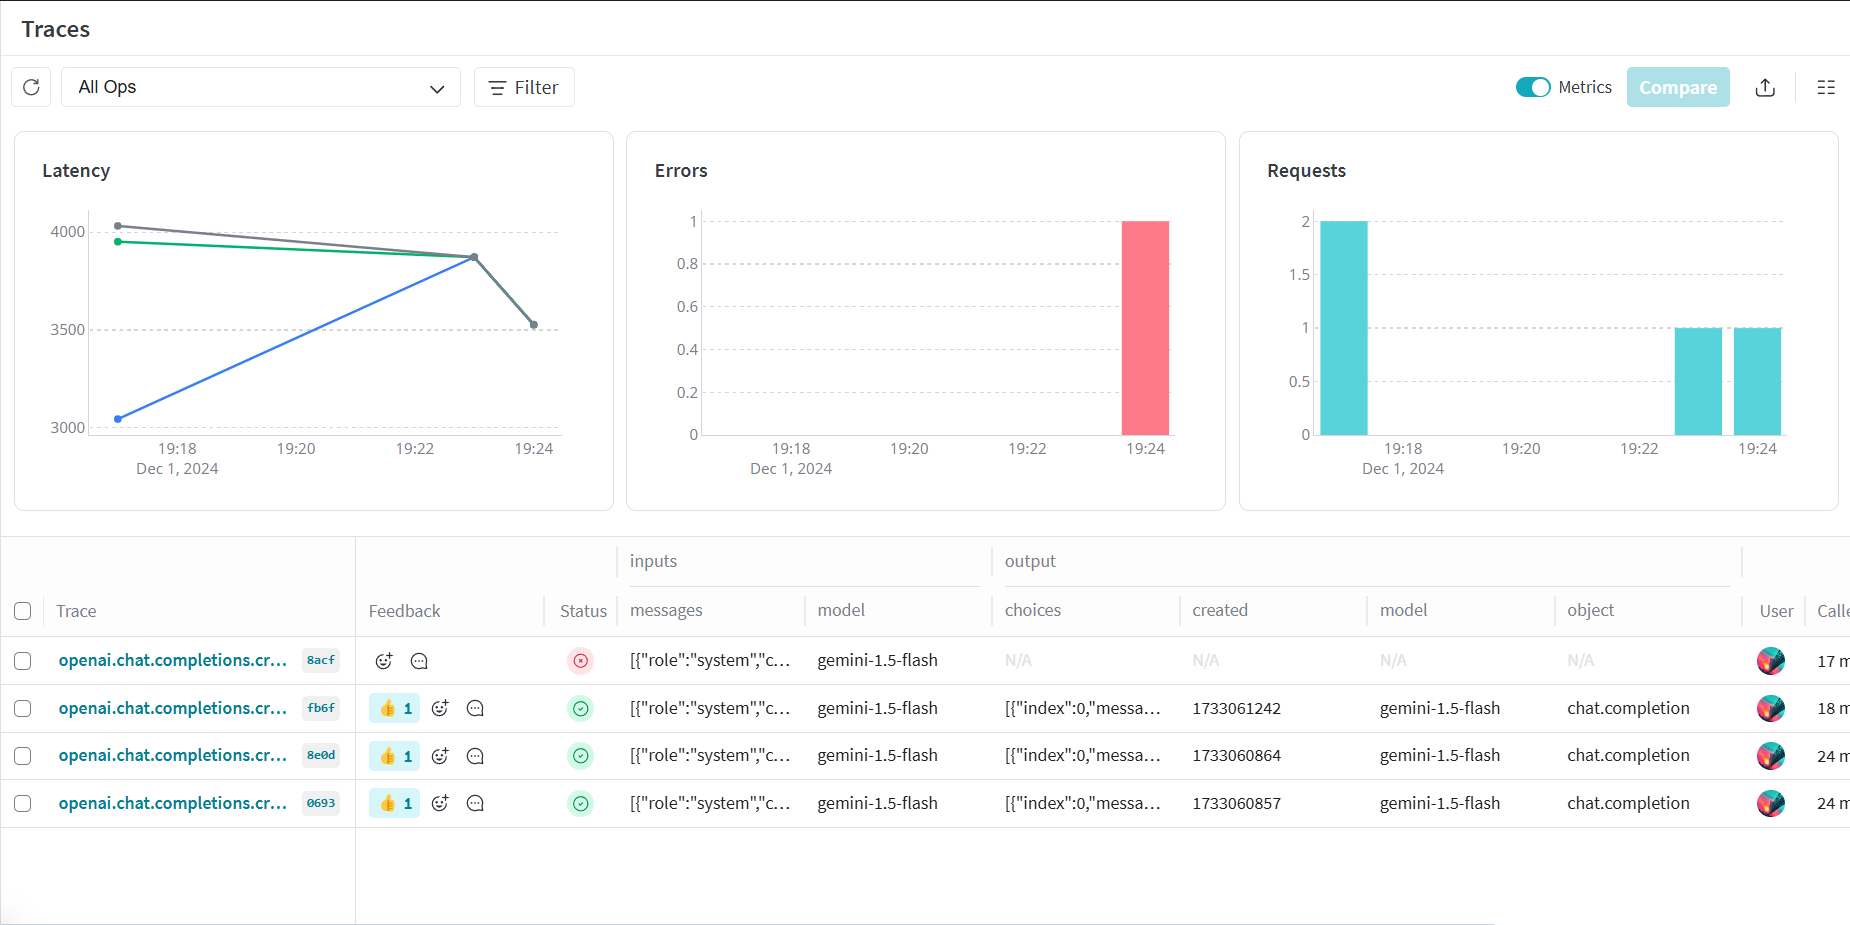 Traces
All Ops
Filter
Metrics
Compare
Latency
4000
3500
3000
19:18
19:20
19:22
19:24
Dec 1, 2024
Errors
1
0.8
0.6
0.4
0.2
0
19:18
19:20
19:22
19:24
Dec 1, 2024
Requests
2
1.5
1
0.5
0
19:18
19:20
19:22
19:24
Dec 1, 2024
inputs
output
Trace
Feedback
Status
messages
model
choices
created
model
object
User
Calle
openai.chat.completions.cr... 8acf [{"role":"system","c... gemini-1.5-flash N/A N/A N/A N/A 17 m
openai.chat.completions.cr... fb6f 1 [{"role":"system","c... gemini-1.5-flash [{"index":0,"messa... 1733061242 gemini-1.5-flash chat.completion 18 m
openai.chat.completions.cr... 8e0d 1 [{"role":"system","c... gemini-1.5-flash [{"index":0,"messa... 1733060864 gemini-1.5-flash chat.completion 24 m
openai.chat.completions.cr... 0693 1 [{"role":"system","c... gemini-1.5-flash [{"index":0,"messa... 1733060857 gemini-1.5-flash chat.completion 24 m